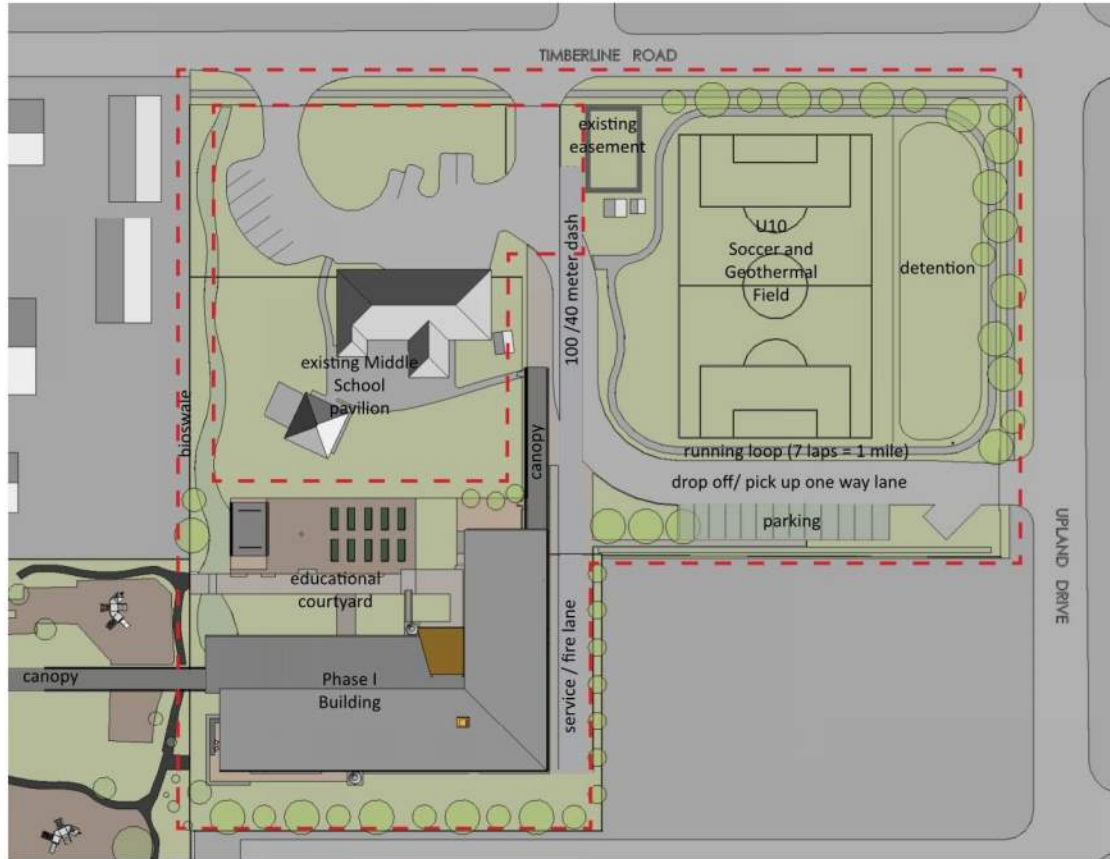 TIMBERLINE ROAD
existing
easement
100 /40 meter dash
U10
Soccer and
Geothermal
Field
detention
existing Middle
School
pavilion
bioswale
canopy
running loop (7 laps = 1 mile)
drop off/ pick up one way lane
parking
UPLAND DRIVE
educational
courtyard
canopy
Phase I
Building
service / fire lane